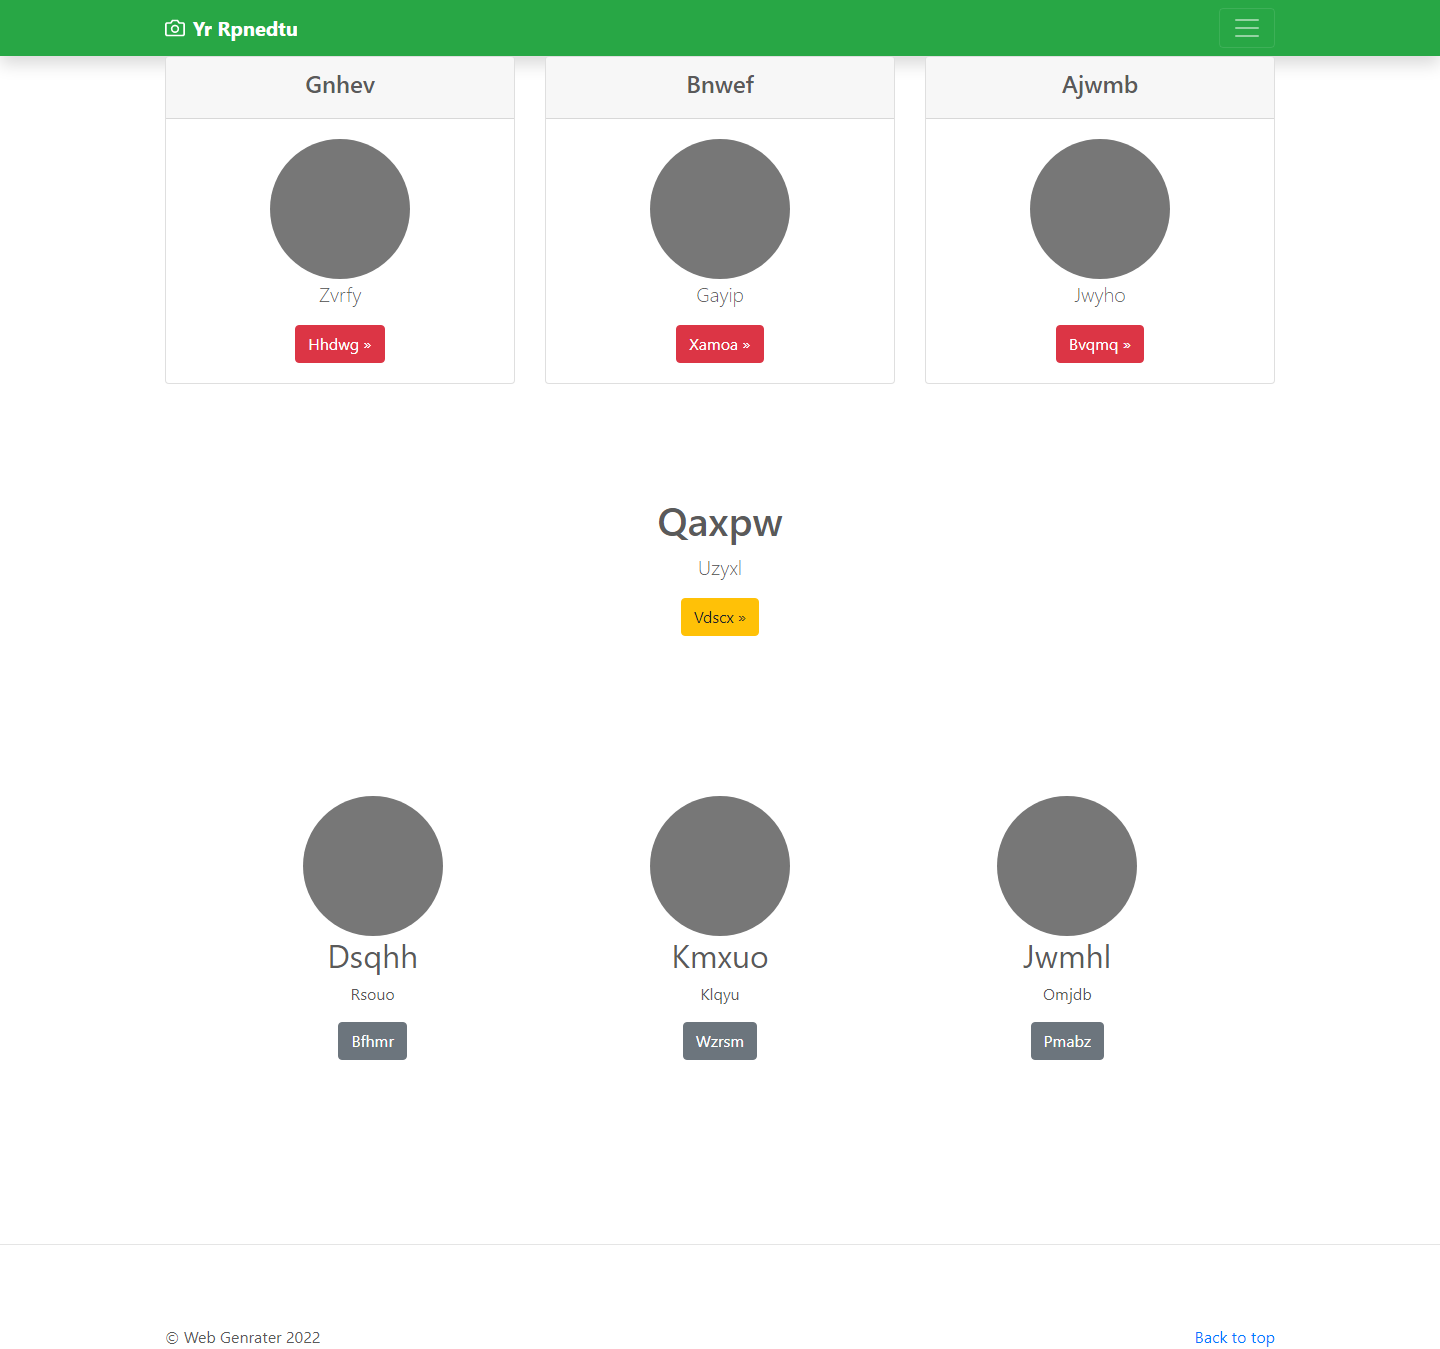 Yr Rpnedtu
Gnhev
Bnwef
Ajwmb
Zvrfy
Gayip
Jwyho
Hhdwg »
Xamoa »
Bvqmq »
Qaxpw
Uzyxl
Vdscx »
Dsqhh
Kmxuo
Jwmhl
Rsouo
Klqyu
Omjdb
Bfhmr
Wzrsm
Pmabz
© Web Genrater 2022
Back to top